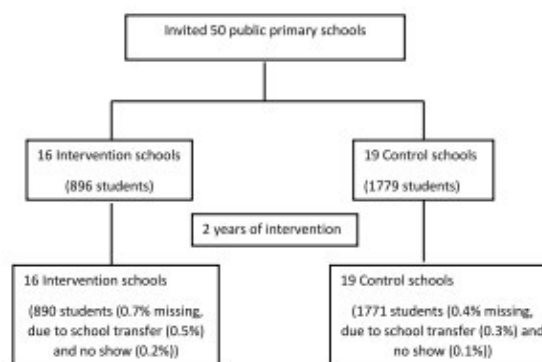 Invited 50 public primary schools
16 Intervention schools
(896 students)
19 Control schools
(1779 students)
2 years of intervention
16 Intervention schools
(890 students (0.7% missing,
due to school transfer (0.5%)
and no show (0.2%))
19 Control schools
(1771 students (0.4% missing,
due to school transfer (0.3%) and
no show (0.1%))